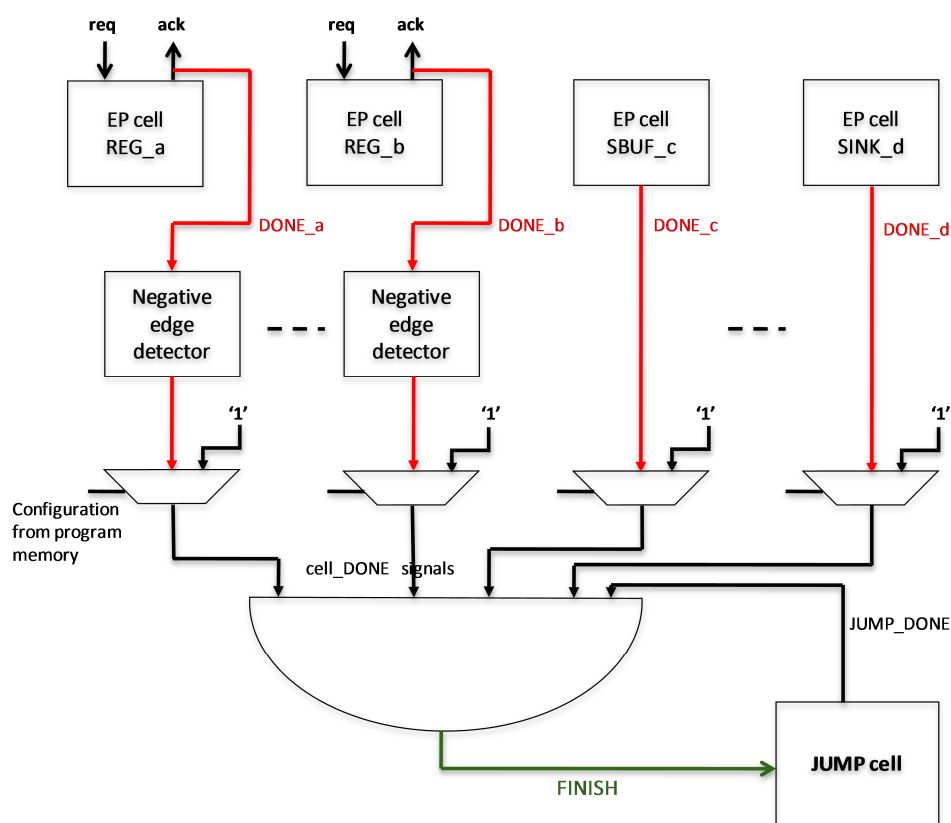 req
ack
req
ack
EP cell
REG_a
EP cell
REG_b
EP cell
SBUF_c
EP cell
SINK_d
DONE_a
DONE_b
DONE_c
DONE_d
Negative
edge
detector
Negative
edge
detector
‘1’
‘1’
‘1’
‘1’
Configuration
from program
memory
cell_DONE signals
JUMP_DONE
JUMP cell
FINISH